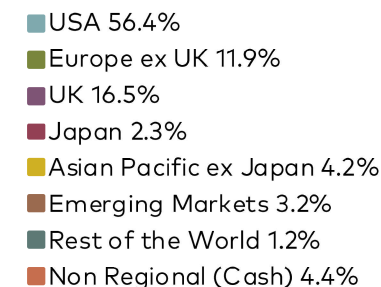 USA 56.4%
Europe ex UK 11.9%
UK 16.5%
Japan 2.3%
Asian Pacific ex Japan 4.2%
Emerging Markets 3.2%
Rest of the World 1.2%
Non Regional (Cash) 4.4%